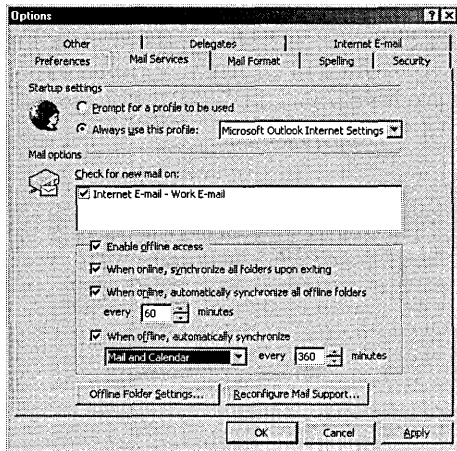 Options
Other Delegates Internet E-mail
Preferences Mail Services Mail Format Spelling Security
Startup settings
Prompt for a profile to be used
Always use this profile: Microsoft Outlook Internet Settings
Mail options
Check for new mail on:
Internet E-mail - Work E-mail
Enable offline access
When online, synchronize all folders upon exiting
When online, automatically synchronize all offline folders
every 60 minutes
When offline, automatically synchronize
Mail and Calendar every 360 minutes
Offline Folder Settings... Reconfigure Mail Support...
OK Cancel Apply